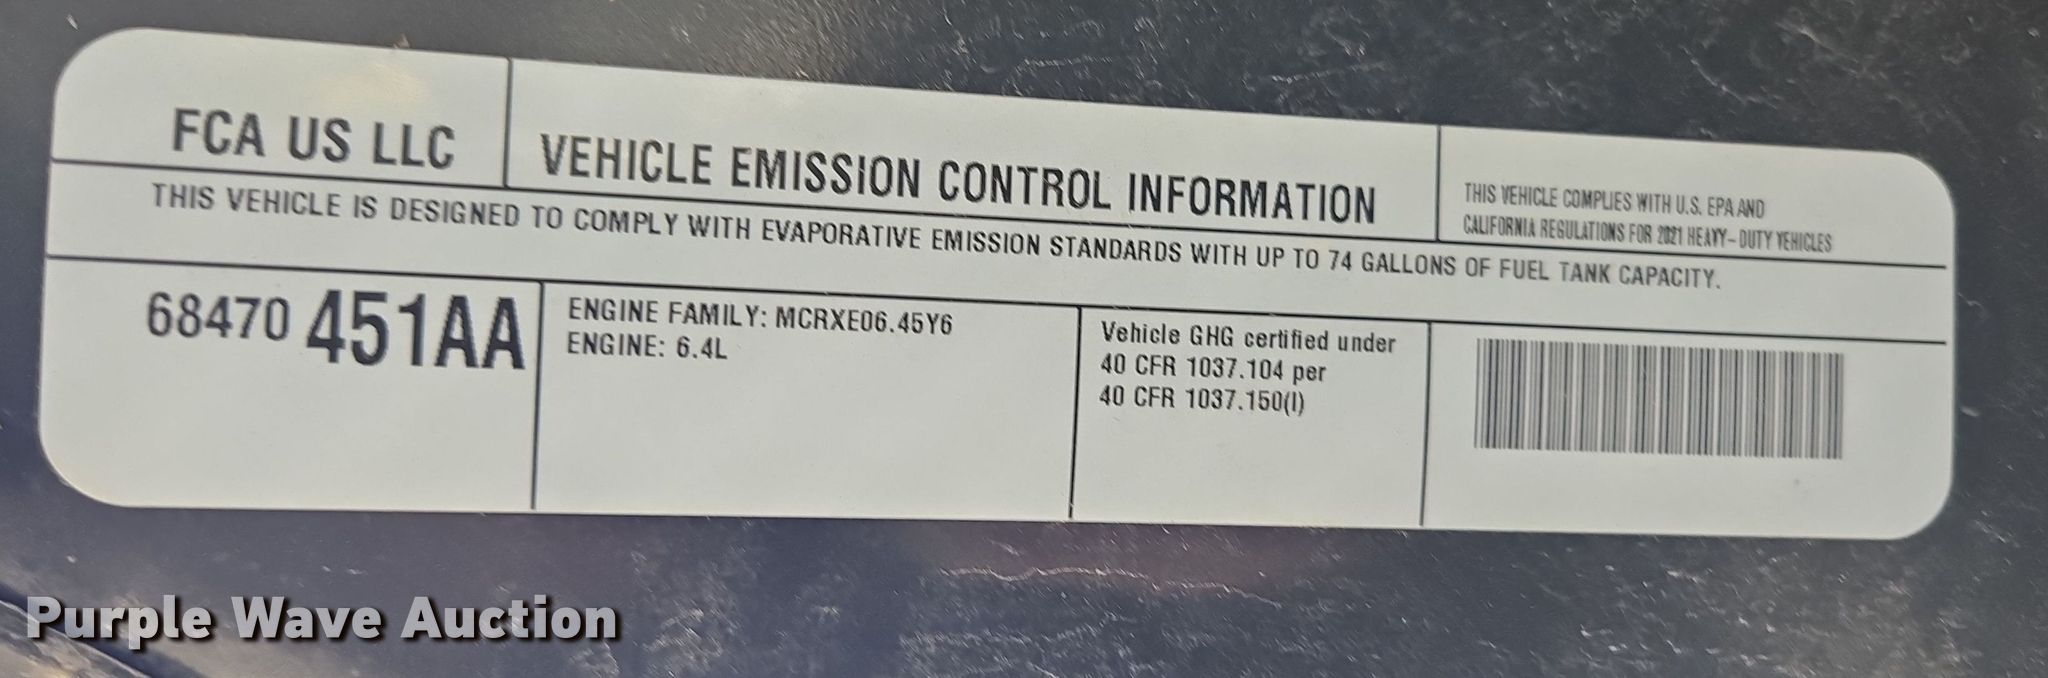 FCA US LLC
VEHICLE EMISSION CONTROL INFORMATION
THIS VEHICLE COMPLIES WITH U.S. EPA AND
CALIFORNIA REGULATIONS FOR 2021 HEAVY-DUTY VEHICLES
THIS VEHICLE IS DESIGNED TO COMPLY WITH EVAPORATIVE EMISSION STANDARDS WITH UP TO 74 GALLONS OF FUEL TANK CAPACITY.
68470 451AA
ENGINE FAMILY: MCRXE06.45Y6
ENGINE: 6.4L
Vehicle GHG certified under
40 CFR 1037.104 per
40 CFR 1037.150(l)
Purple Wave Auction